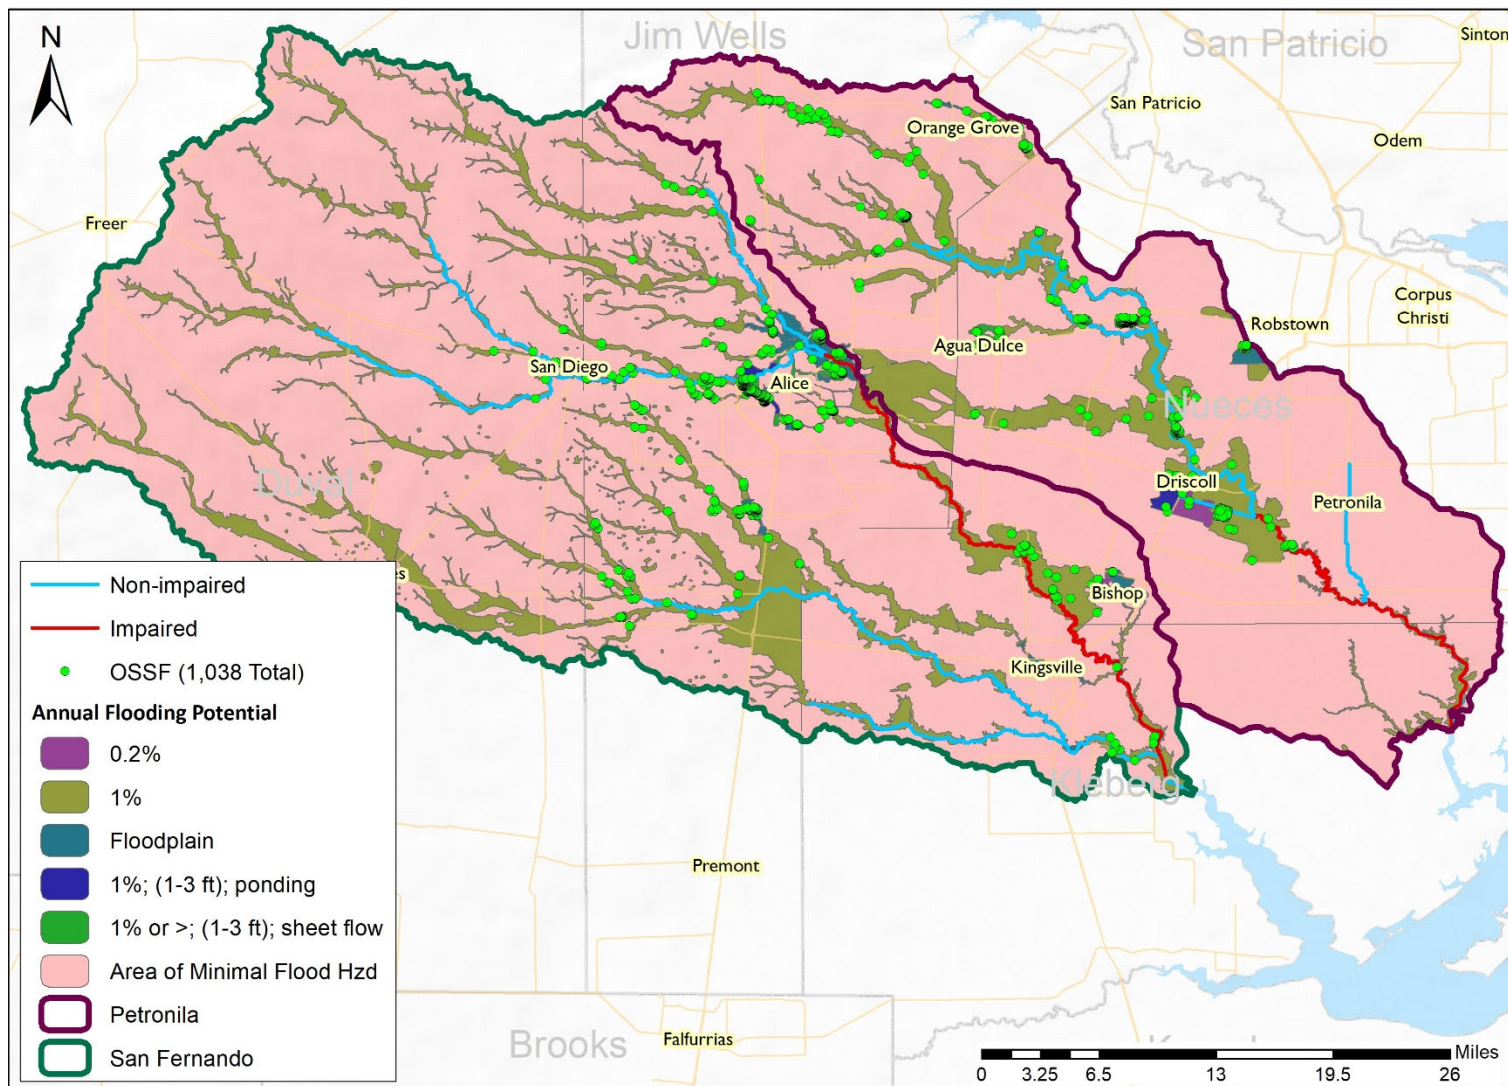 N
Jim Wells
San Patricio
Sinton
San Patricio
Orange Grove
Odem
Freer
Corpus
Christi
Robstown
Agua Dulce
San Diego
Alice
Nueces
Duval
Driscoll
Petronila
Bishop
Kingsville
Kleberg
Premont
Brooks
Falfurrias
Non-impaired
Impaired
OSSF (1,038 Total)
Annual Flooding Potential
0.2%
1%
Floodplain
1%; (1-3 ft); ponding
1% or >; (1-3 ft); sheet flow
Area of Minimal Flood Hzd
Petronila
San Fernando
Miles
0 3.25 6.5 13 19.5 26